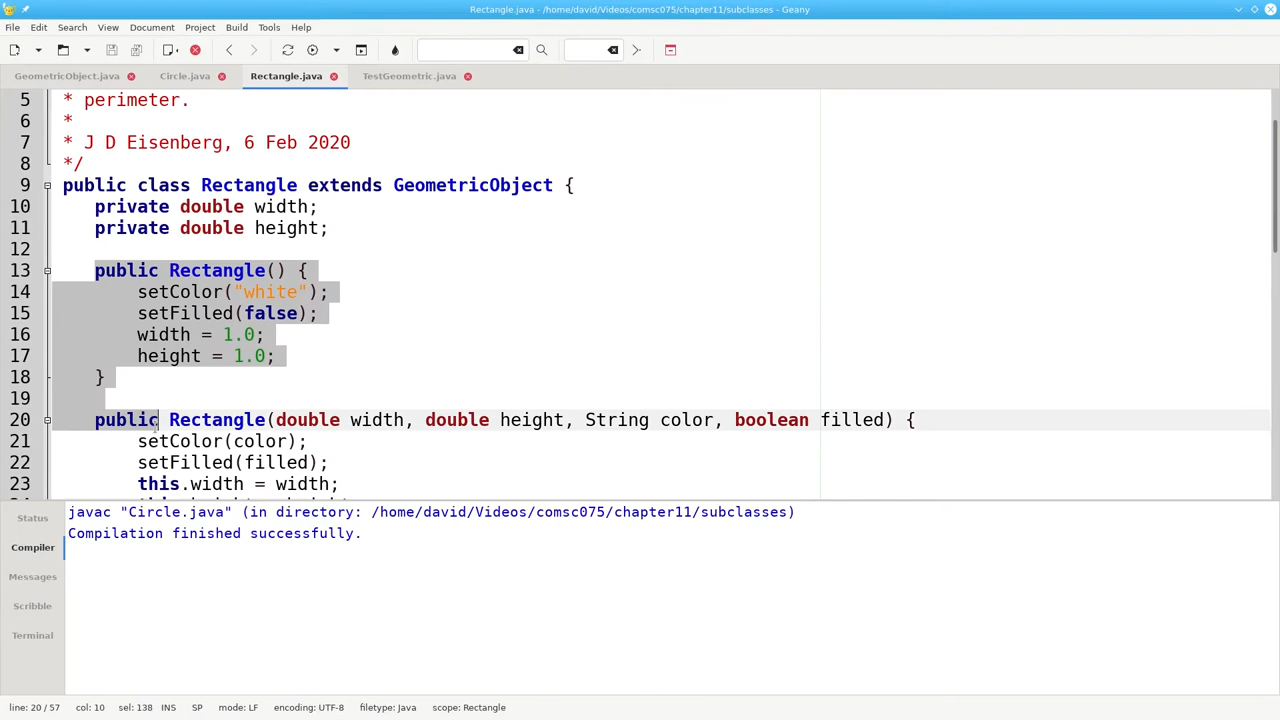 Rectangle.java - /home/david/Videos/comsc075/chapter11/subclasses - Geany
File Edit Search View Document Project Build Tools Help
GeometricObject.java Circle.java Rectangle.java TestGeometric.java
5 * perimeter.
6 *
7 * J D Eisenberg, 6 Feb 2020
8 */
9 public class Rectangle extends GeometricObject {
10 private double width;
11 private double height;
12
13 public Rectangle() {
14 setColor("white");
15 setFilled(false);
16 width = 1.0;
17 height = 1.0;
18 }
19
20 public Rectangle(double width, double height, String color, boolean filled) {
21 setColor(color);
22 setFilled(filled);
23 this.width = width;
Status
Compiler
Messages
Scribble
Terminal
javac "Circle.java" (in directory: /home/david/Videos/comsc075/chapter11/subclasses)
Compilation finished successfully.
line: 20 / 57 col: 10 sel: 138 INS SP mode: LF encoding: UTF-8 filetype: Java scope: Rectangle